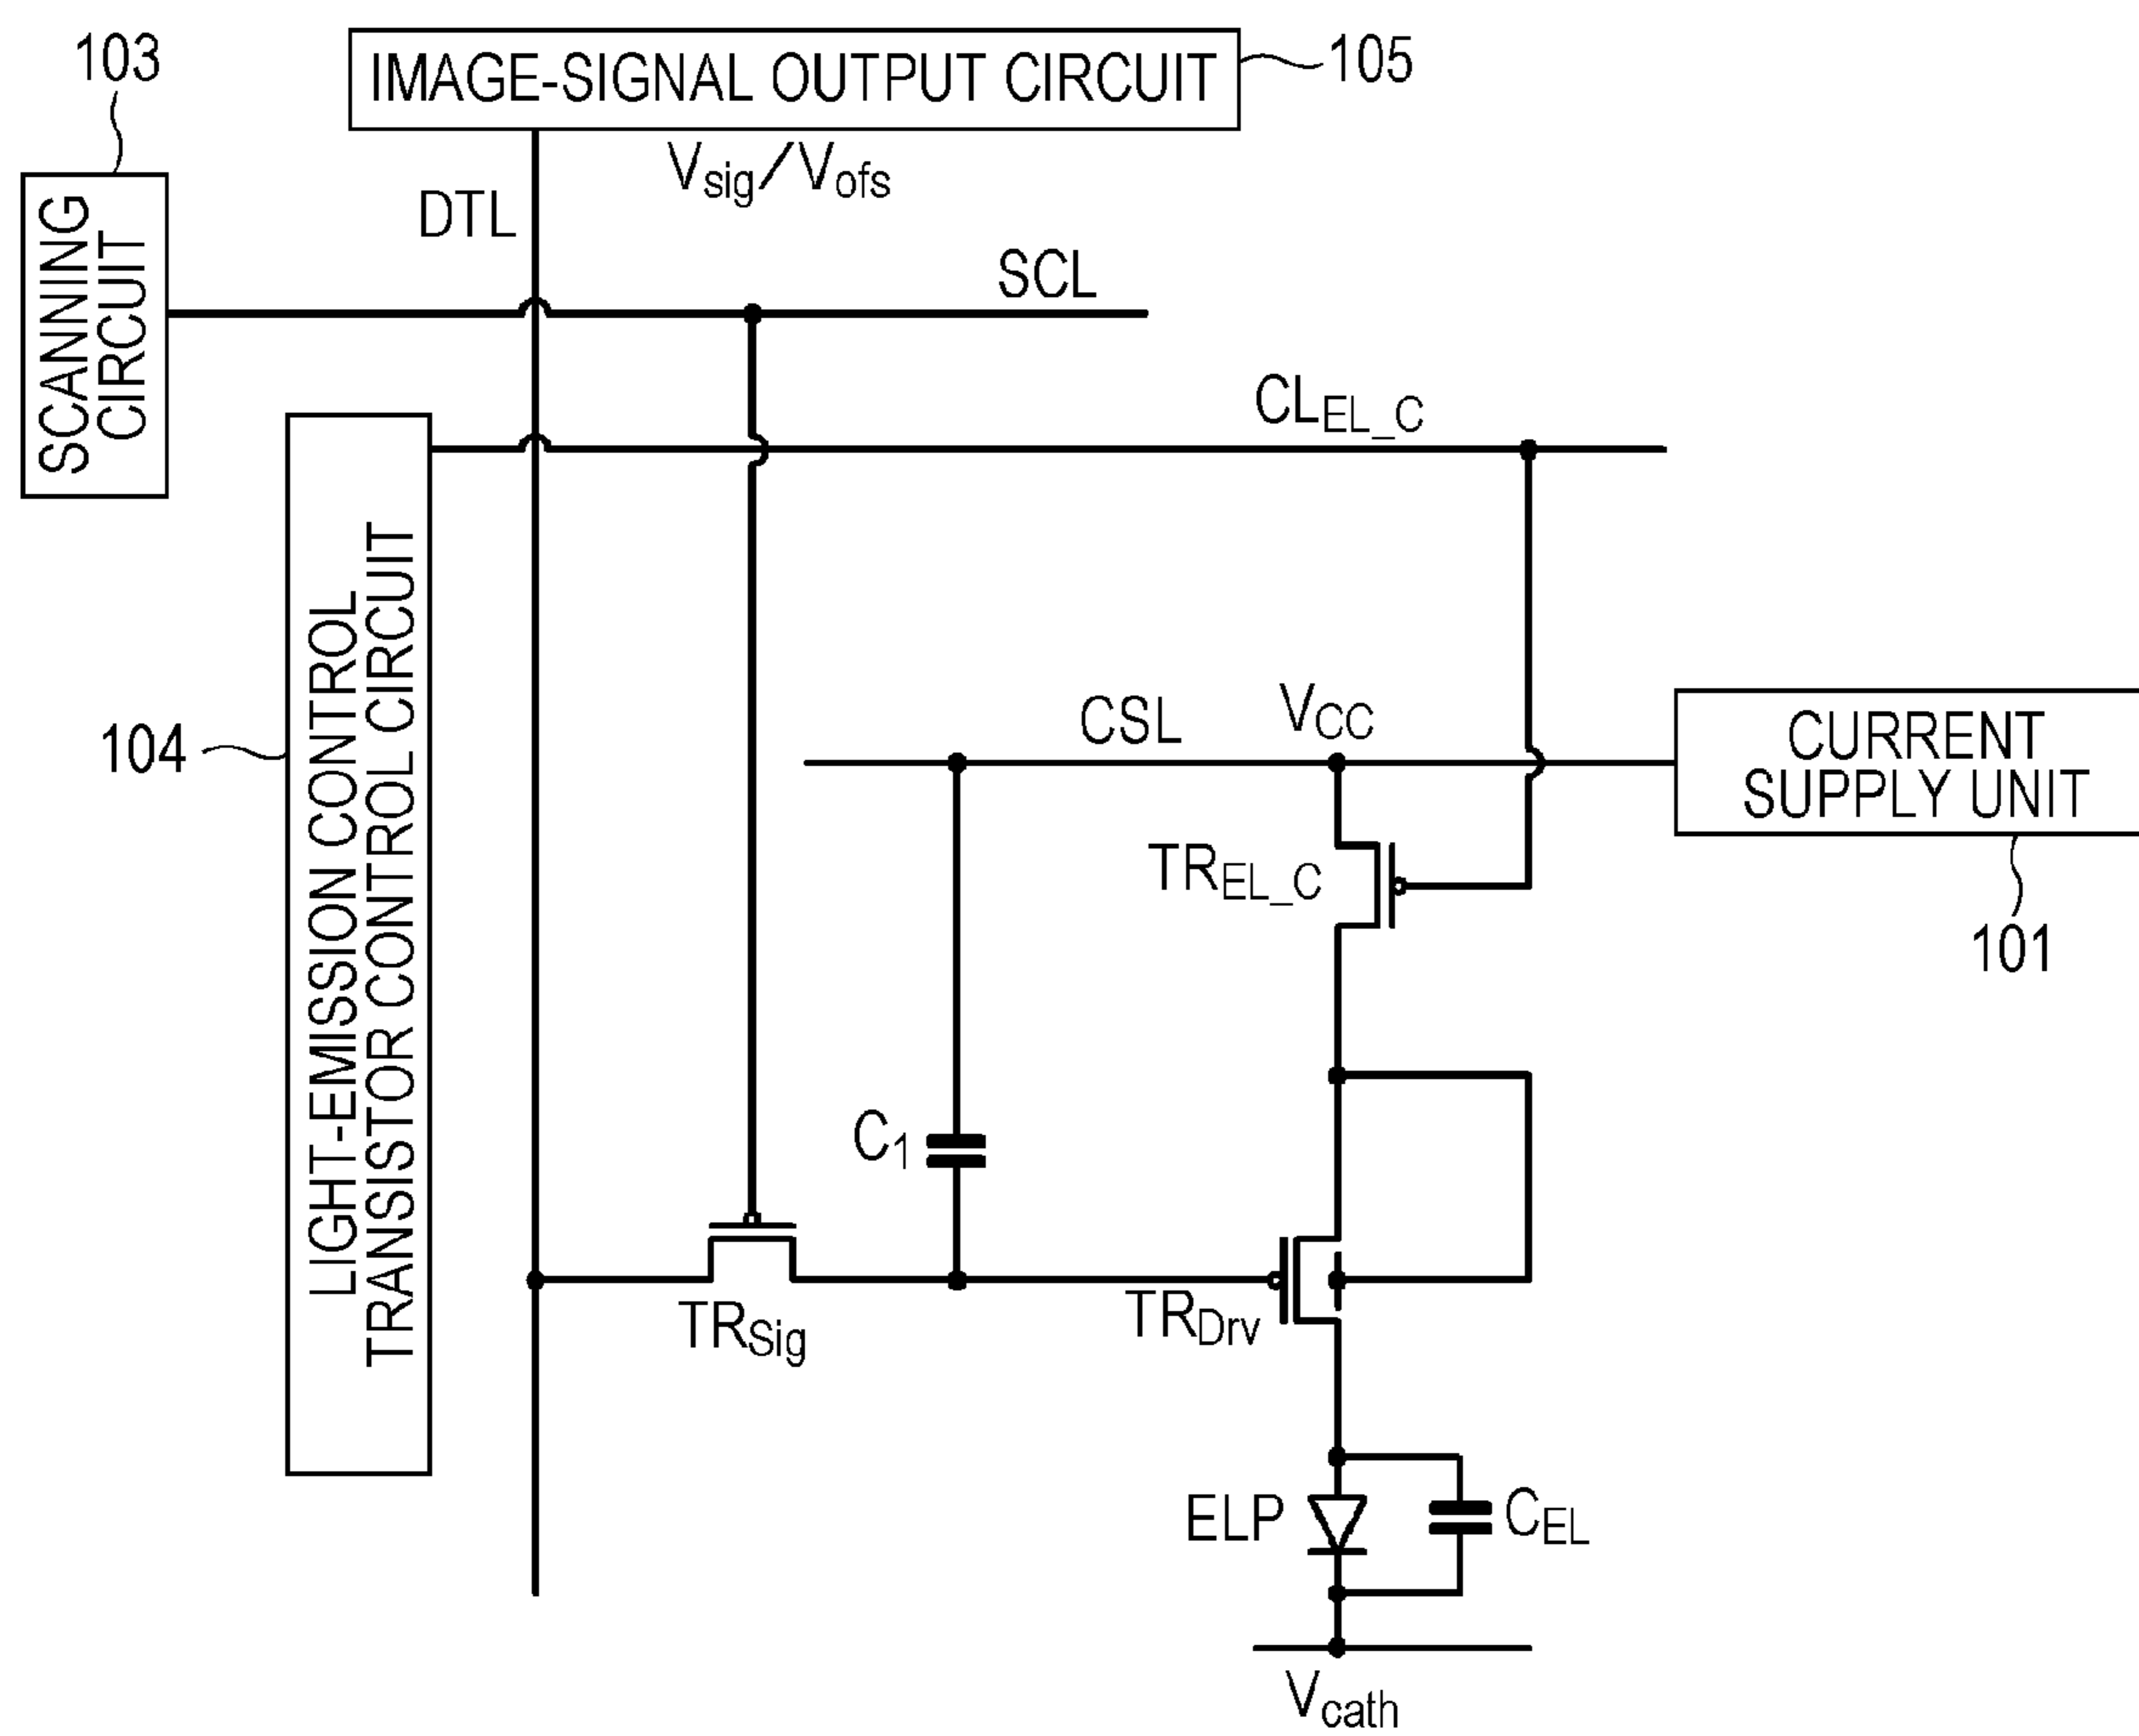 103
IMAGE-SIGNAL OUTPUT CIRCUIT
105
Vsig/Vofs
DTL
SCANNING
CIRCUIT
SCL
CLEL_C
LIGHT-EMISSION CONTROL
TRANSISTOR CONTROL CIRCUIT
104
CSL
VCC
CURRENT
SUPPLY UNIT
TREL_C
101
C1
TRSig
TRDrv
ELP
CEL
Vcath